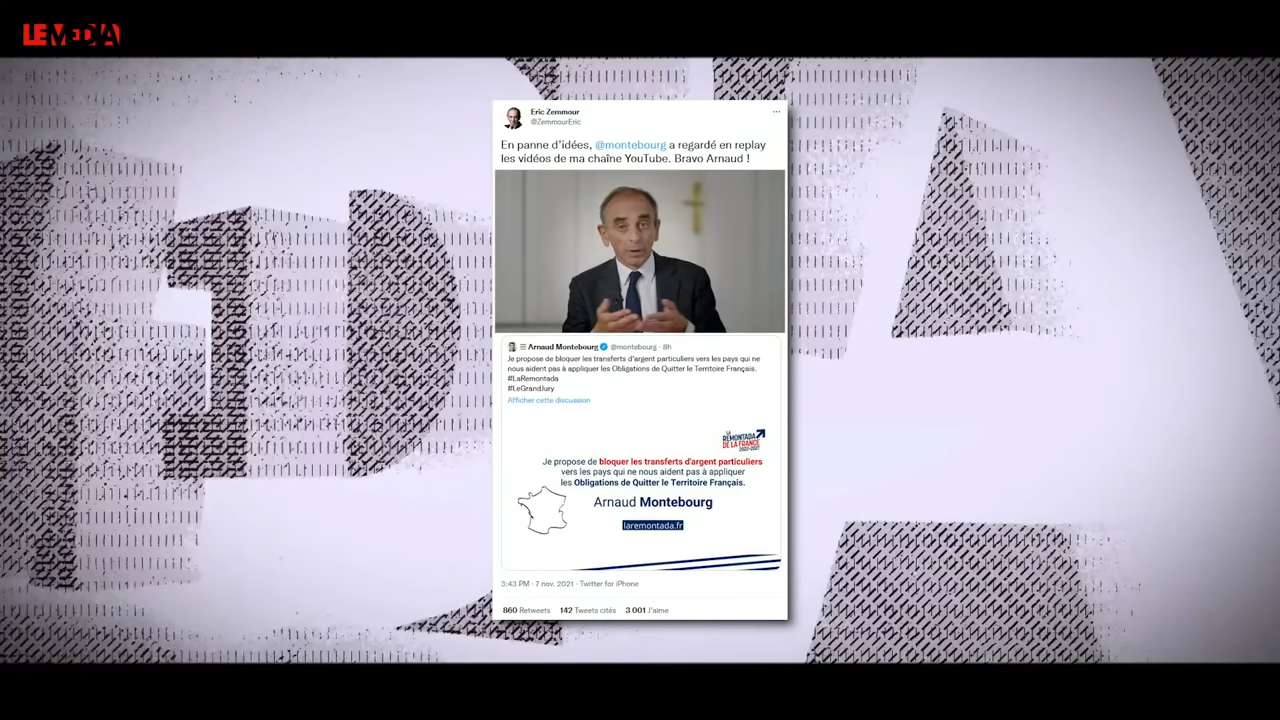 LEMEDIA
Eric Zemmour
@ZemmourEric
En panne d'idées, @montebourg a regardé en replay
les vidéos de ma chaîne YouTube. Bravo Arnaud !
Arnaud Montebourg @montebourg · 8h
Je propose de bloquer les transferts d'argent particuliers vers les pays qui ne
nous aident pas à appliquer les Obligations de Quitter le Territoire Français.
#LaRemontada
#LeGrandJury
Afficher cette discussion
LA
REMONTADA
DE LA FRANCE
2022-2027
Je propose de bloquer les transferts d'argent particuliers
vers les pays qui ne nous aident pas à appliquer
les Obligations de Quitter le Territoire Français.
Arnaud Montebourg
laremontada.fr
3:43 PM · 7 nov. 2021 · Twitter for iPhone
860 Retweets 142 Tweets cités 3 001 J'aime